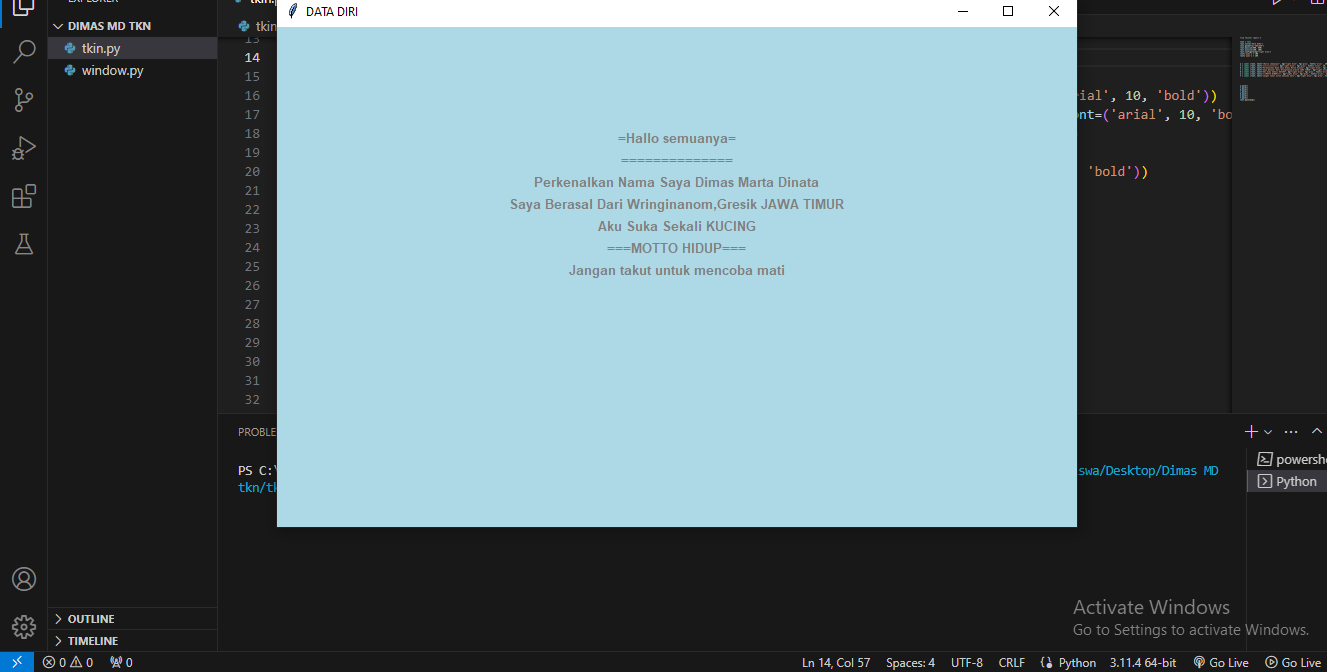 DATA DIRI
DIMAS MD TKN
tkin.py
window.py
13
14
15
16 'arial', 10, 'bold'))
17 font=('arial', 10, 'bo
18
19
20 'bold'))
21
22
23
24
25
26
27
28
29
30
31
32
=Hallo semuanya=
==============
Perkenalkan Nama Saya Dimas Marta Dinata
Saya Berasal Dari Wringinanom,Gresik JAWA TIMUR
Aku Suka Sekali KUCING
===MOTTO HIDUP===
Jangan takut untuk mencoba mati
PROBLE
PS C:\ swa/Desktop/Dimas MD
tkn/tk
powersh
Python
OUTLINE
TIMELINE
Activate Windows
Go to Settings to activate Windows.
0 0 0 Ln 14, Col 57 Spaces: 4 UTF-8 CRLF Python 3.11.4 64-bit Go Live Go Live